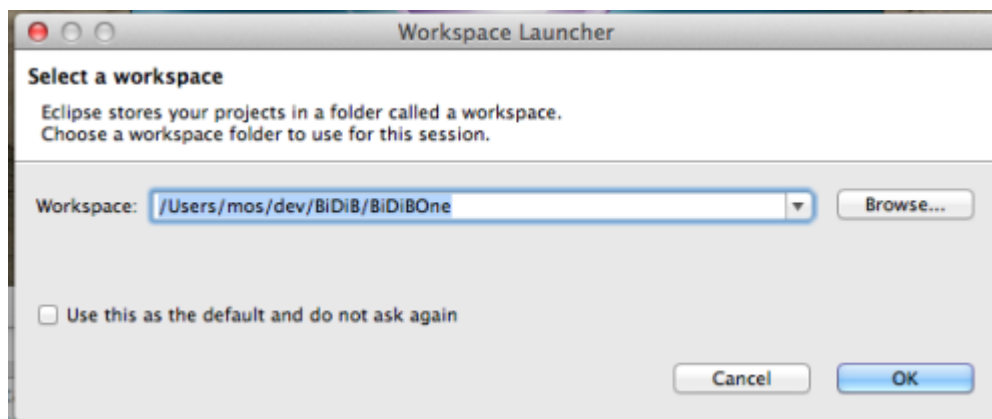 Workspace Launcher
Select a workspace
Eclipse stores your projects in a folder called a workspace.
Choose a workspace folder to use for this session.
Workspace: /Users/mos/dev/BiDiB/BiDiBOne Browse...
Use this as the default and do not ask again
Cancel OK